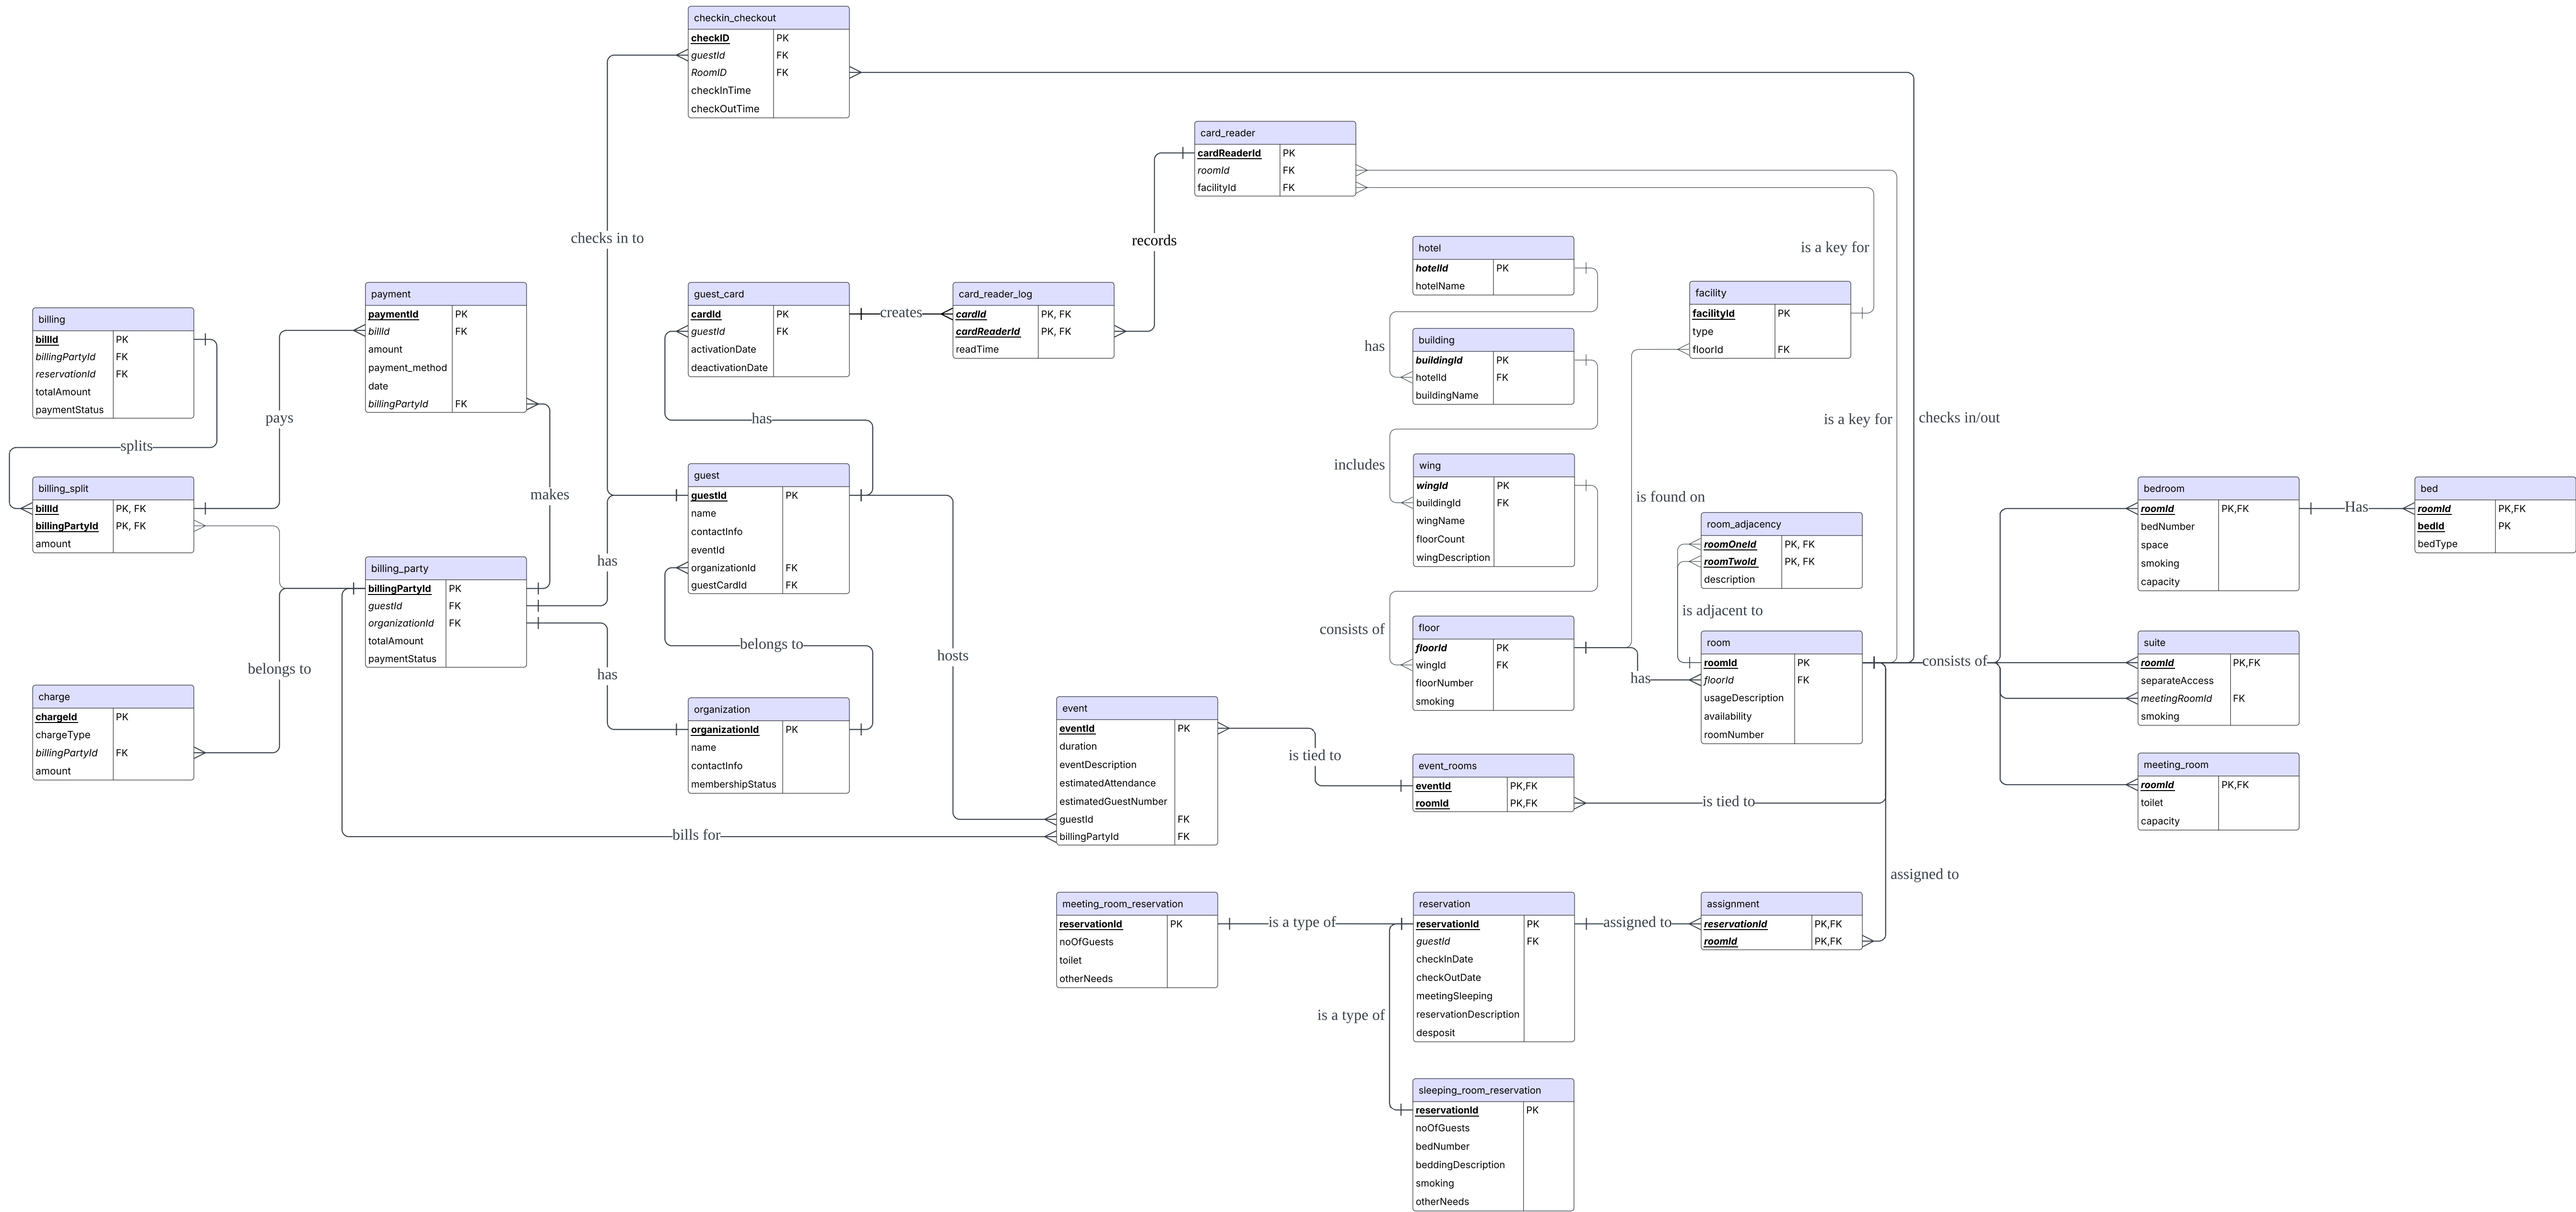 checkin_checkout
checkID PK
guestId FK
RoomID FK
checkInTime
checkOutTime
card_reader
cardReaderId PK
roomId FK
facilityId FK
checks in to
records
is a key for
hotel
hotelId PK
hotelName
facility
facilityId PK
type
floorId FK
billing
billId PK
billingPartyId FK
reservationId FK
totalAmount
paymentStatus
payment
paymentId PK
billId FK
amount
payment_method
date
billingPartyId FK
guest_card
cardId PK
guestId FK
activationDate
deactivationDate
creates
card_reader_log
cardId PK, FK
cardReaderId PK, FK
readTime
has
building
buildingId PK
hotelId FK
buildingName
pays
has
is a key for
checks in/out
splits
includes
billing_split
billId PK, FK
billingPartyId PK, FK
amount
makes
guest
guestId PK
name
contactInfo
eventId
organizationId FK
guestCardId FK
wing
wingId PK
buildingId FK
wingName
floorCount
wingDescription
is found on
room_adjacency
roomOneId PK, FK
roomTwoId PK, FK
description
bedroom
roomId PK,FK
bedNumber
space
smoking
capacity
Has
bed
roomId PK,FK
bedId PK
bedType
has
billing_party
billingPartyId PK
guestId FK
organizationId FK
totalAmount
paymentStatus
is adjacent to
consists of
floor
floorId PK
wingId FK
floorNumber
smoking
has
room
roomId PK
floorId FK
usageDescription
availability
roomNumber
consists of
suite
roomId PK,FK
separateAccess
meetingRoomId FK
smoking
belongs to
hosts
belongs to
has
charge
chargeId PK
chargeType
billingPartyId FK
amount
organization
organizationId PK
name
contactInfo
membershipStatus
event
eventId PK
duration
eventDescription
estimatedAttendance
estimatedGuestNumber
guestId FK
billingPartyId FK
is tied to
event_rooms
eventId PK,FK
roomId PK,FK
is tied to
meeting_room
roomId PK,FK
toilet
capacity
bills for
assigned to
meeting_room_reservation
reservationId PK
noOfGuests
toilet
otherNeeds
is a type of
reservation
reservationId PK
guestId FK
checkInDate
checkOutDate
meetingSleeping
reservationDescription
desposit
assigned to
assignment
reservationId PK,FK
roomId PK,FK
is a type of
sleeping_room_reservation
reservationId PK
noOfGuests
bedNumber
beddingDescription
smoking
otherNeeds